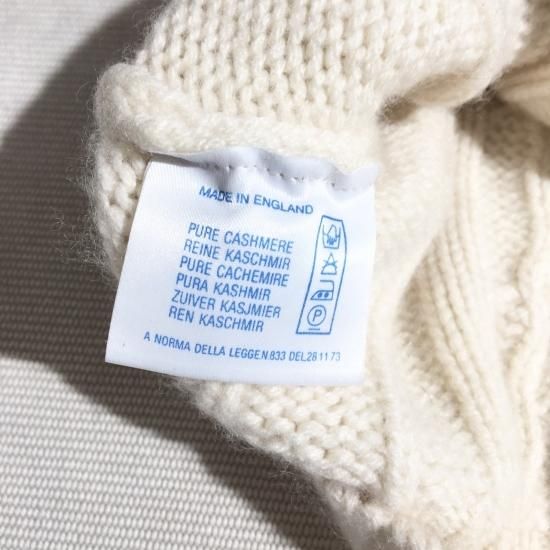 MADE IN ENGLAND
PURE CASHMERE
REINE KASCHMIR
PURE CACHEMIRE
PURA KASHMIR
ZUIVER KASJMIER
REN KASCHMIR
P
A NORMA DELLA LEGGE.N.833 DEL.28 11 73